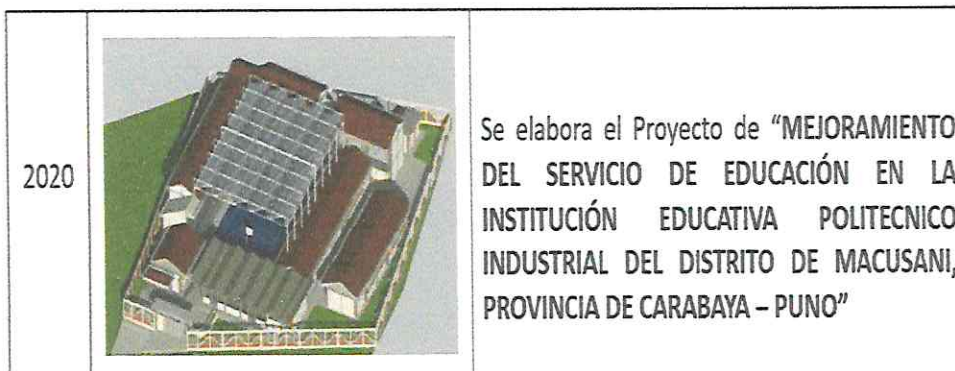 2020
Se elabora el Proyecto de “MEJORAMIENTO
DEL SERVICIO DE EDUCACIÓN EN LA
INSTITUCIÓN EDUCATIVA POLITECNICO
INDUSTRIAL DEL DISTRITO DE MACUSANI,
PROVINCIA DE CARABAYA – PUNO”